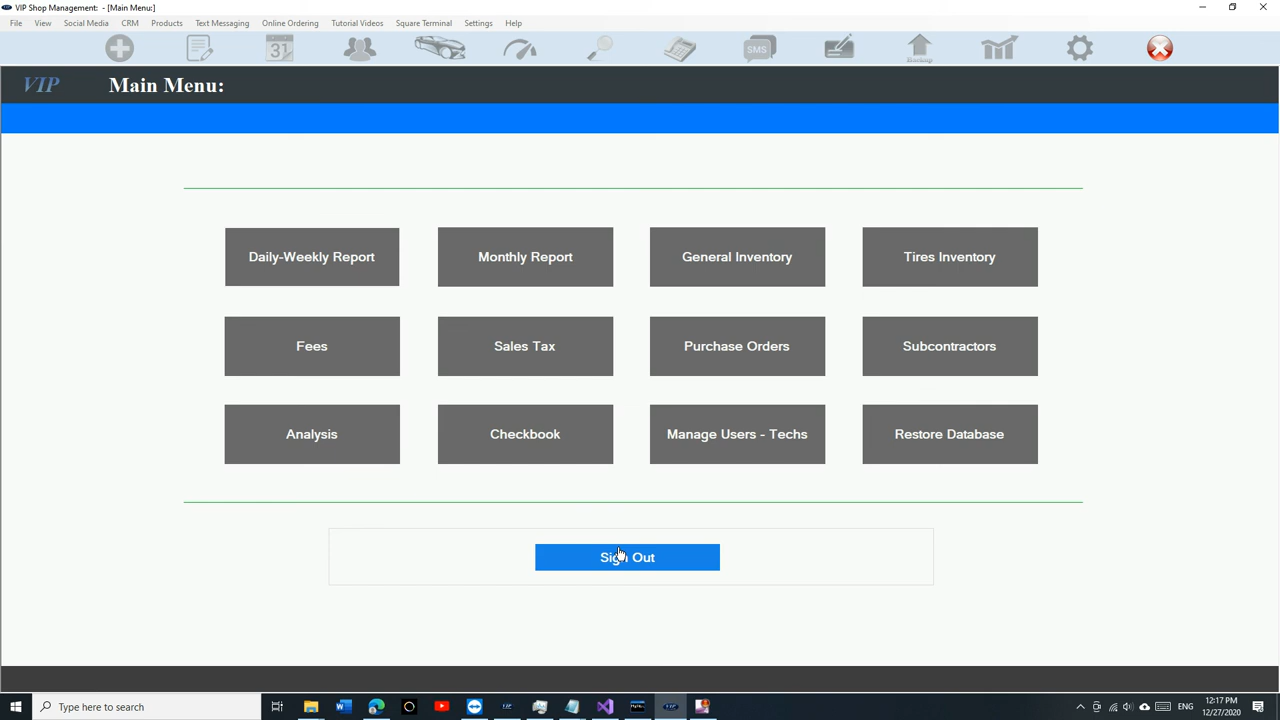 VIP Shop Management:  - [Main Menu:]
File View Social Media CRM Products Text Messaging Online Ordering Tutorial Videos Square Terminal Settings Help
31 SMS Backup
VIP Main Menu:
Daily-Weekly Report Monthly Report General Inventory Tires Inventory
Fees Sales Tax Purchase Orders Subcontractors
Analysis Checkbook Manage Users - Techs Restore Database
Sign Out
Type here to search
ENG
12:17 PM
12/27/2020